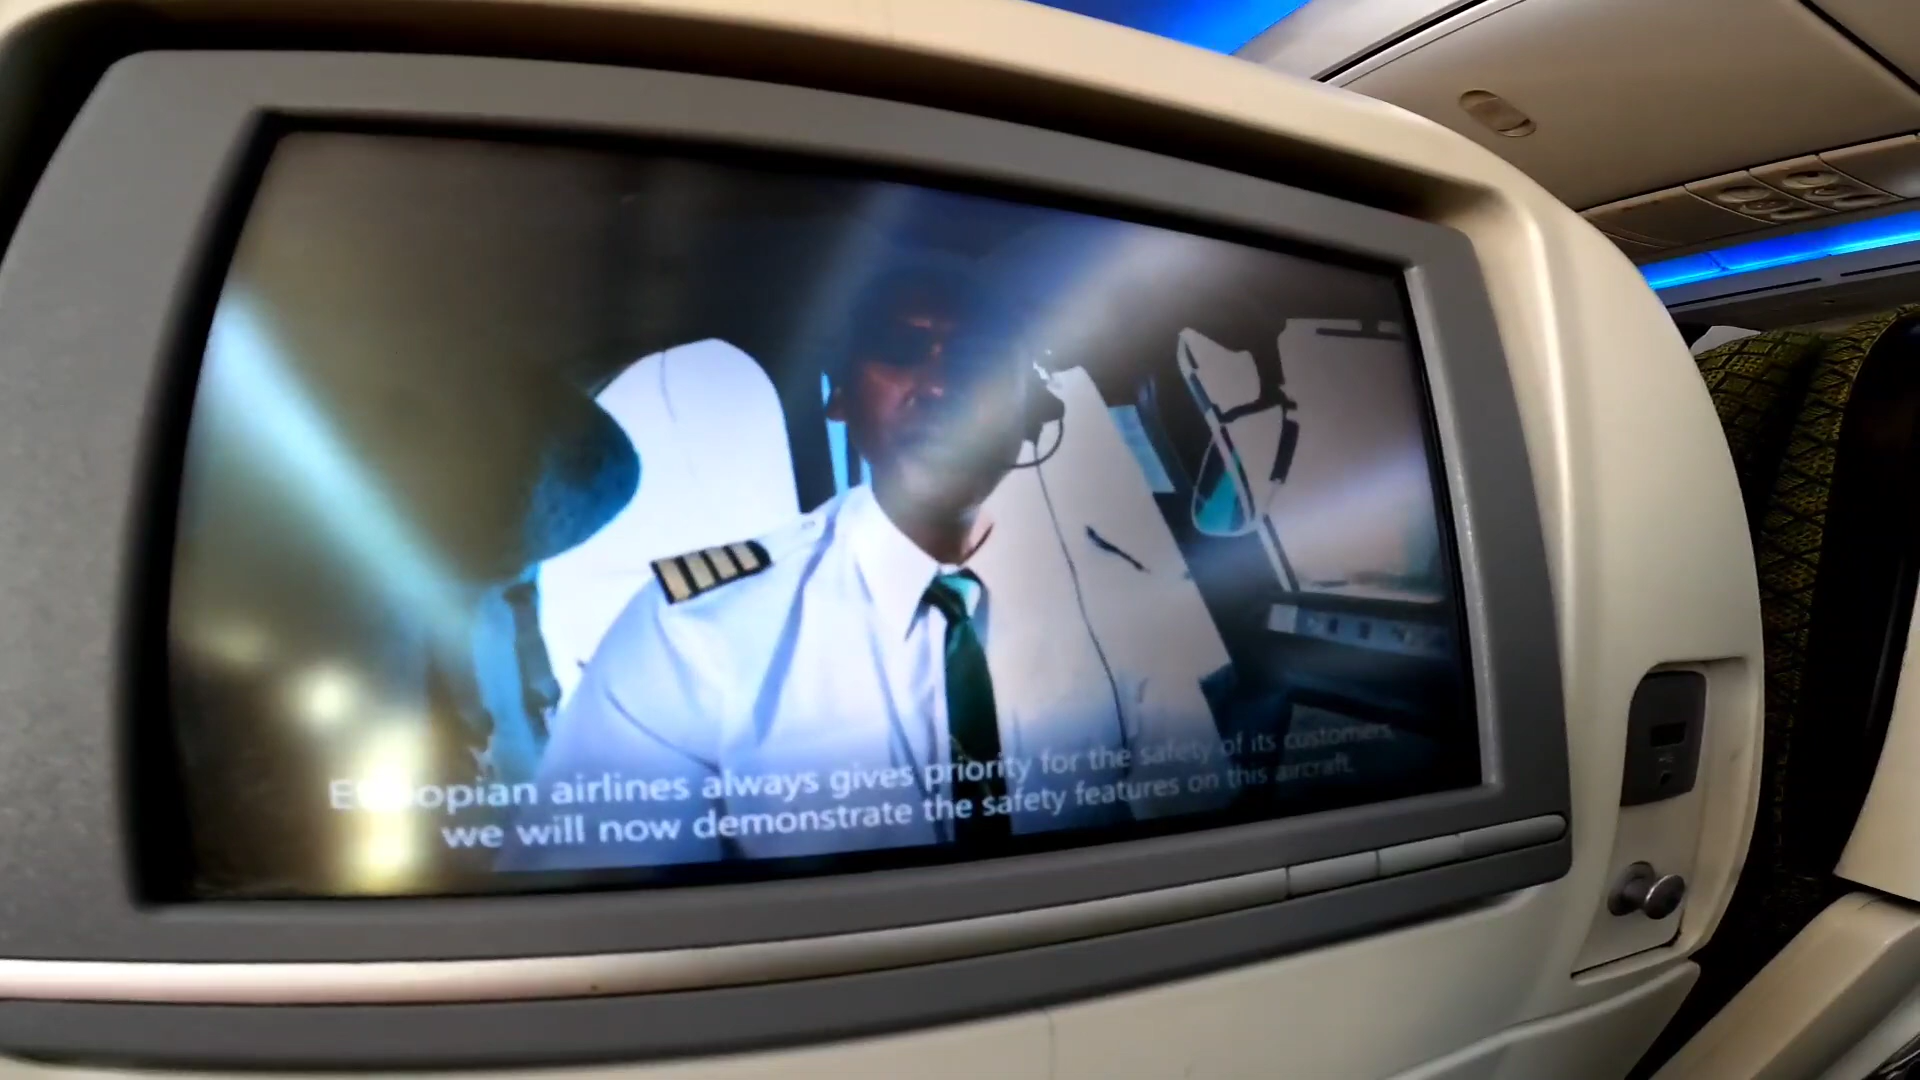 Ethiopian airlines always gives priority for the safety of its customers,
we will now demonstrate the safety features on this aircraft.